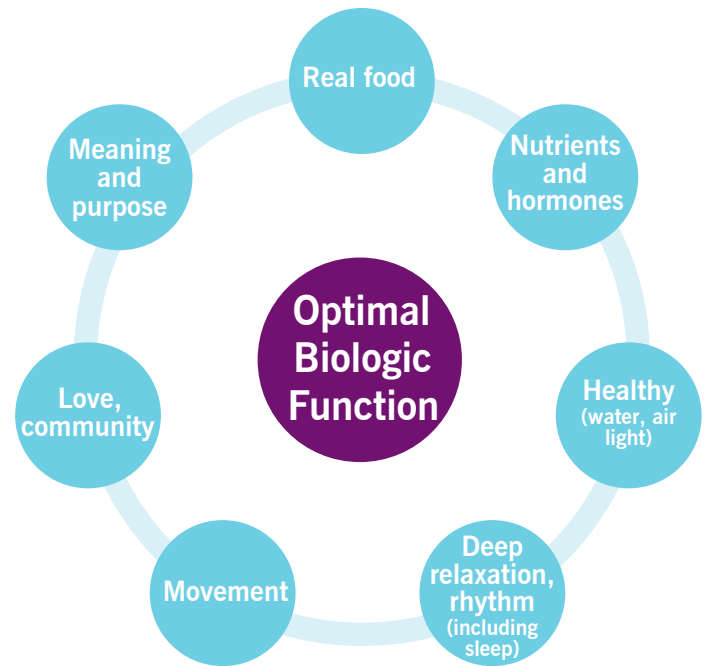 Real food
Nutrients
and
hormones
Healthy
(water, air
light)
Deep
relaxation,
rhythm
(including
sleep)
Movement
Love,
community
Meaning
and
purpose
Optimal
Biologic
Function